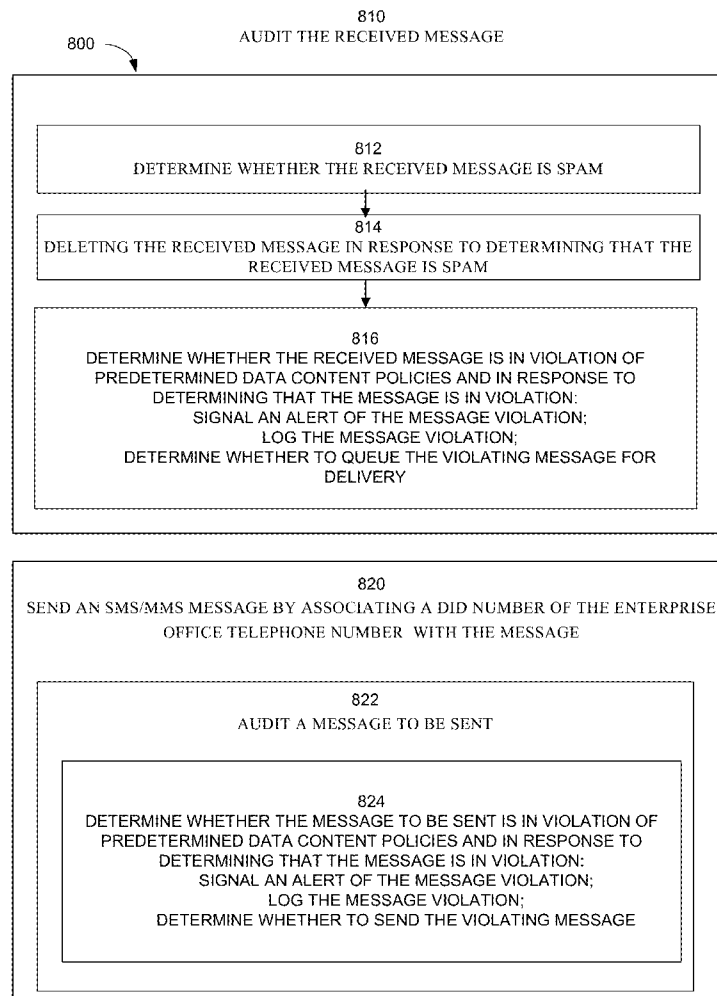 810
AUDIT THE RECEIVED MESSAGE
800
812
DETERMINE WHETHER THE RECEIVED MESSAGE IS SPAM
814
DELETING THE RECEIVED MESSAGE IN RESPONSE TO DETERMINING THAT THE
RECEIVED MESSAGE IS SPAM
816
DETERMINE WHETHER THE RECEIVED MESSAGE IS IN VIOLATION OF
PREDETERMINED DATA CONTENT POLICIES AND IN RESPONSE TO
DETERMINING THAT THE MESSAGE IS IN VIOLATION:
SIGNAL AN ALERT OF THE MESSAGE VIOLATION;
LOG THE MESSAGE VIOLATION;
DETERMINE WHETHER TO QUEUE THE VIOLATING MESSAGE FOR
DELIVERY
820
SEND AN SMS/MMS MESSAGE BY ASSOCIATING A DID NUMBER OF THE ENTERPRISE
OFFICE TELEPHONE NUMBER WITH THE MESSAGE
822
AUDIT A MESSAGE TO BE SENT
824
DETERMINE WHETHER THE MESSAGE TO BE SENT IS IN VIOLATION OF
PREDETERMINED DATA CONTENT POLICIES AND IN RESPONSE TO
DETERMINING THAT THE MESSAGE IS IN VIOLATION:
SIGNAL AN ALERT OF THE MESSAGE VIOLATION;
LOG THE MESSAGE VIOLATION;
DETERMINE WHETHER TO SEND THE VIOLATING MESSAGE